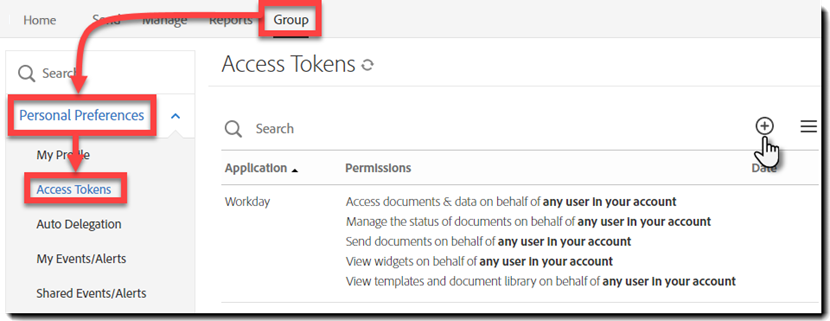 Home Send Manage Reports Group
Search
Access Tokens
Personal Preferences
Search
My Profile
Access Tokens
Auto Delegation
My Events/Alerts
Shared Events/Alerts
Application Permissions Date
Workday Access documents & data on behalf of any user in your account
Manage the status of documents on behalf of any user in your account
Send documents on behalf of any user in your account
View widgets on behalf of any user in your account
View templates and document library on behalf of any user in your account